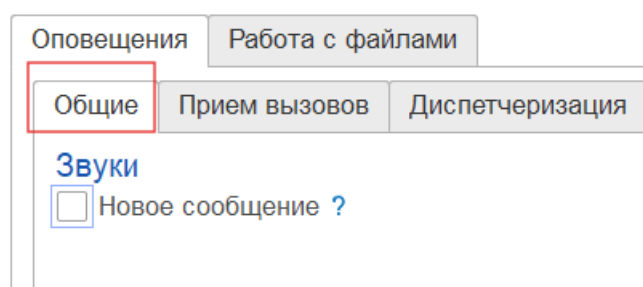 Оповещения Работа с файлами
Общие Прием вызовов Диспетчеризация
Звуки
Новое сообщение ?